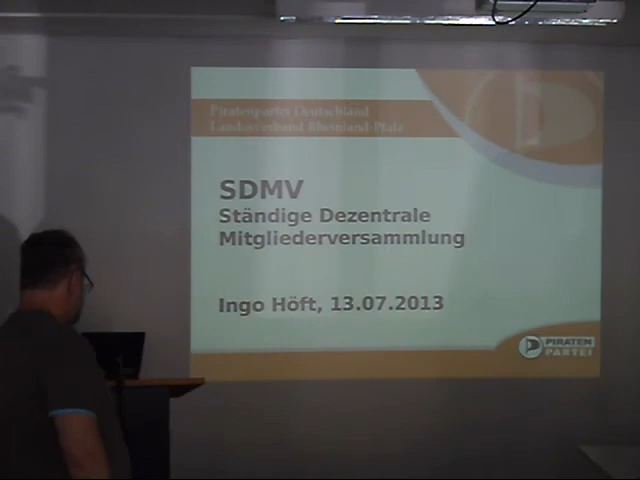 Piratenpartei Deutschland
Landesverband Rheinland-Pfalz
SDMV
Ständige Dezentrale
Mitgliederversammlung
Ingo Höft, 13.07.2013
PIRATEN
PARTEI